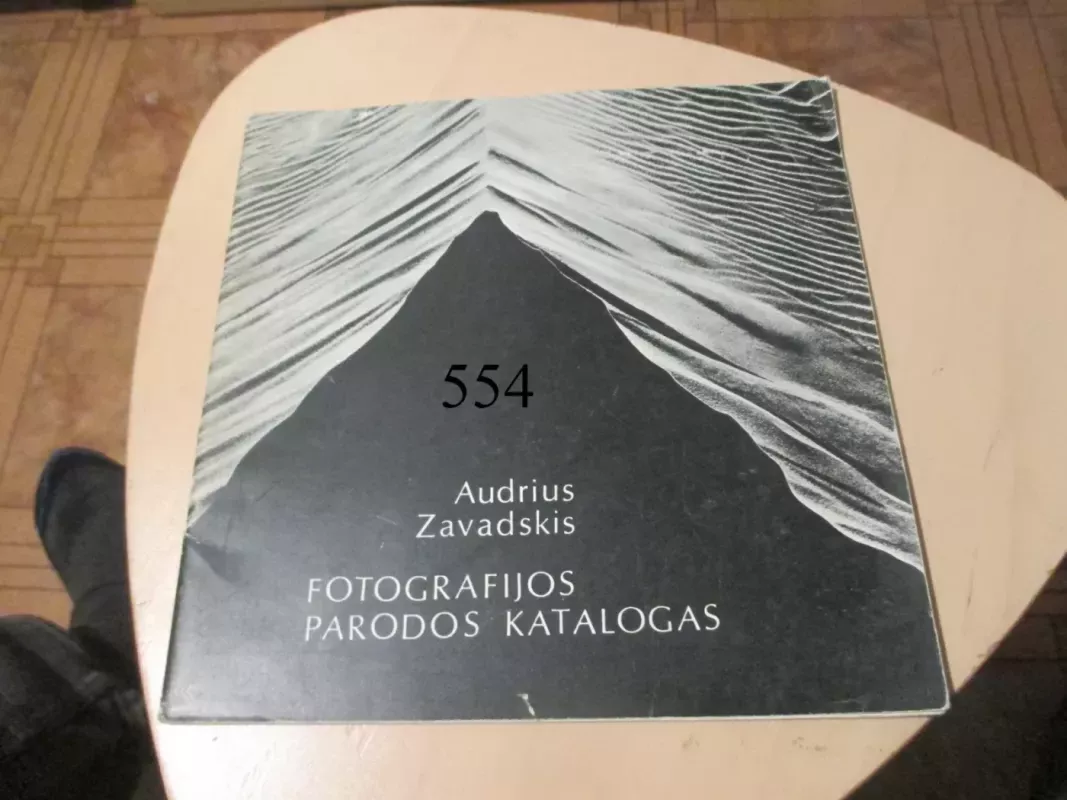 554
Audrius
Zavadskis
FOTOGRAFIJOS
PARODOS KATALOGAS